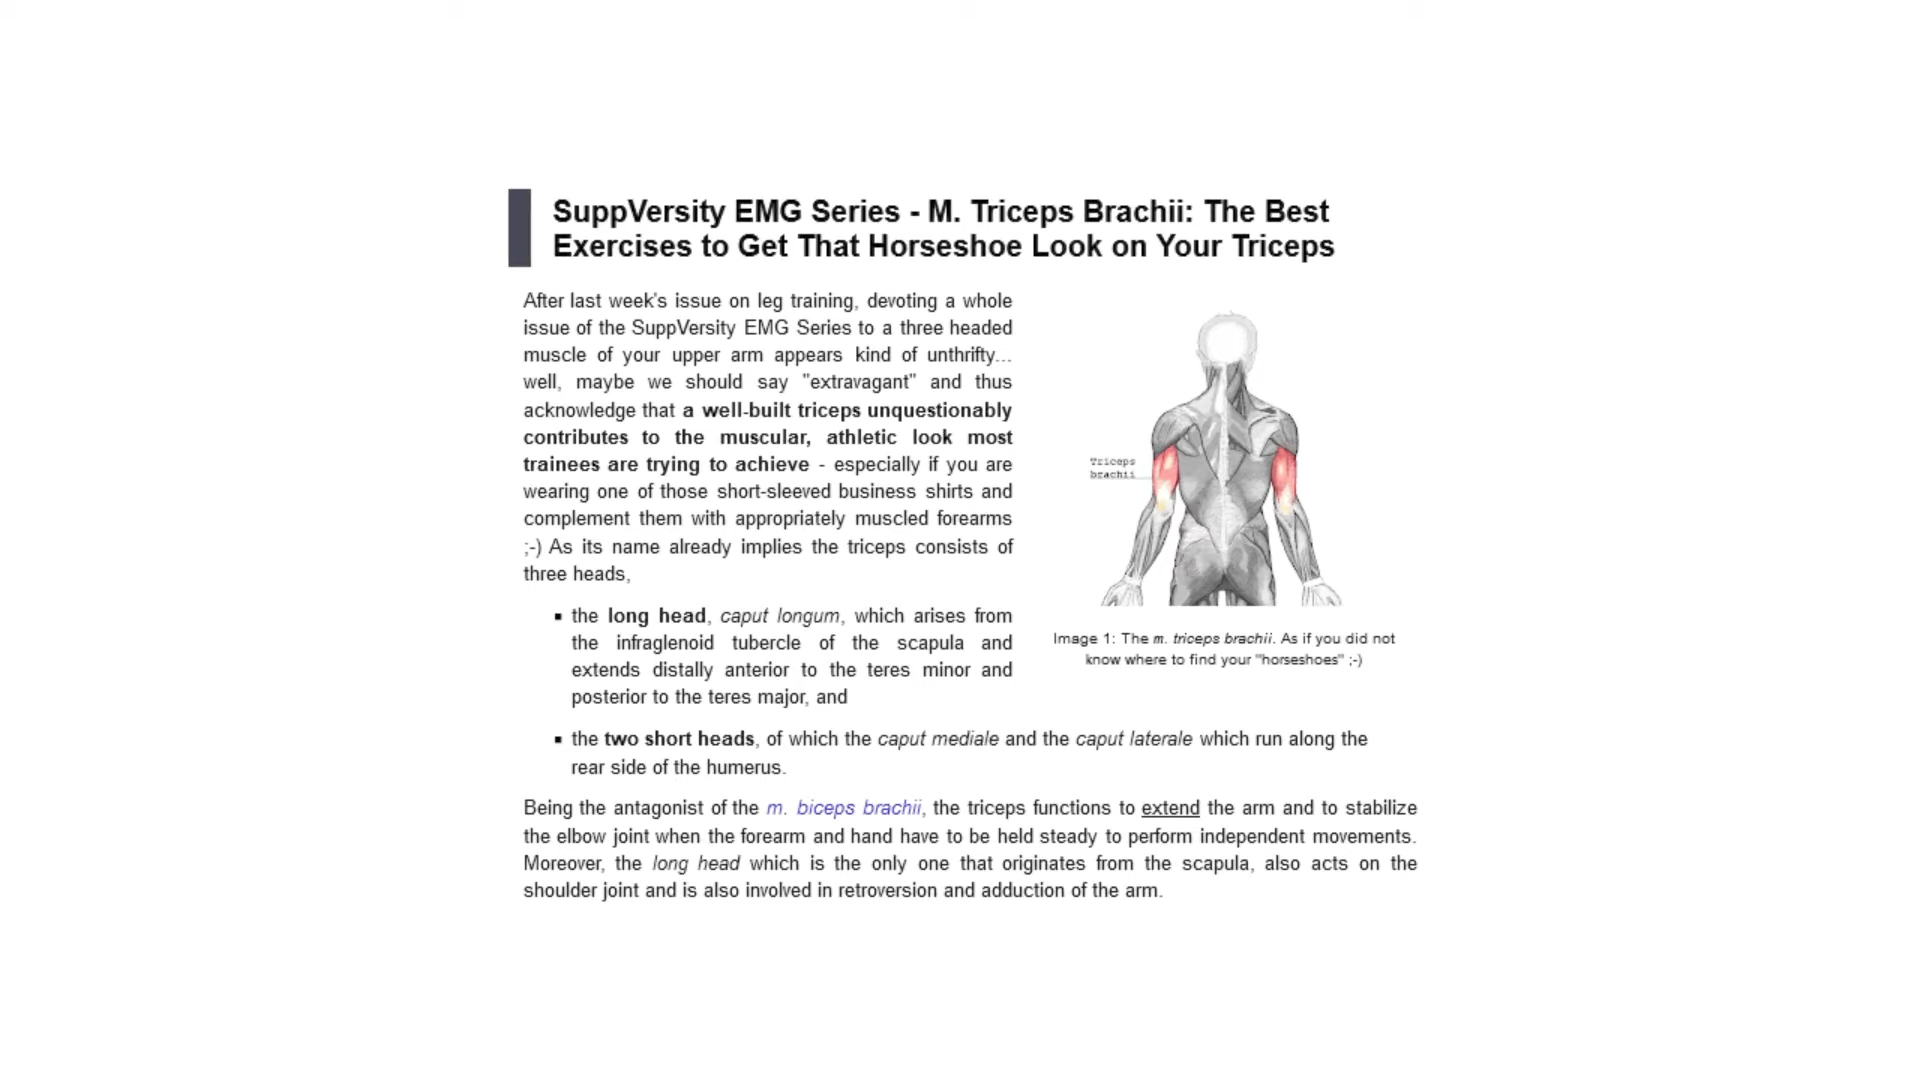 SuppVersity EMG Series - M. Triceps Brachii: The Best
Exercises to Get That Horseshoe Look on Your Triceps
After last week's issue on leg training, devoting a whole
issue of the SuppVersity EMG Series to a three headed
muscle of your upper arm appears kind of unthrifty...
well, maybe we should say "extravagant" and thus
acknowledge that a well-built triceps unquestionably
contributes to the muscular, athletic look most
trainees are trying to achieve - especially if you are
wearing one of those short-sleeved business shirts and
complement them with appropriately muscled forearms
;-) As its name already implies the triceps consists of
three heads,
▪ the long head, caput longum, which arises from
the infraglenoid tubercle of the scapula and
extends distally anterior to the teres minor and
posterior to the teres major, and
Triceps
brachii
Image 1: The m. triceps brachii. As if you did not
know where to find your "horseshoes" ;-)
▪ the two short heads, of which the caput mediale and the caput laterale which run along the
rear side of the humerus.
Being the antagonist of the m. biceps brachii, the triceps functions to extend the arm and to stabilize
the elbow joint when the forearm and hand have to be held steady to perform independent movements.
Moreover, the long head which is the only one that originates from the scapula, also acts on the
shoulder joint and is also involved in retroversion and adduction of the arm.